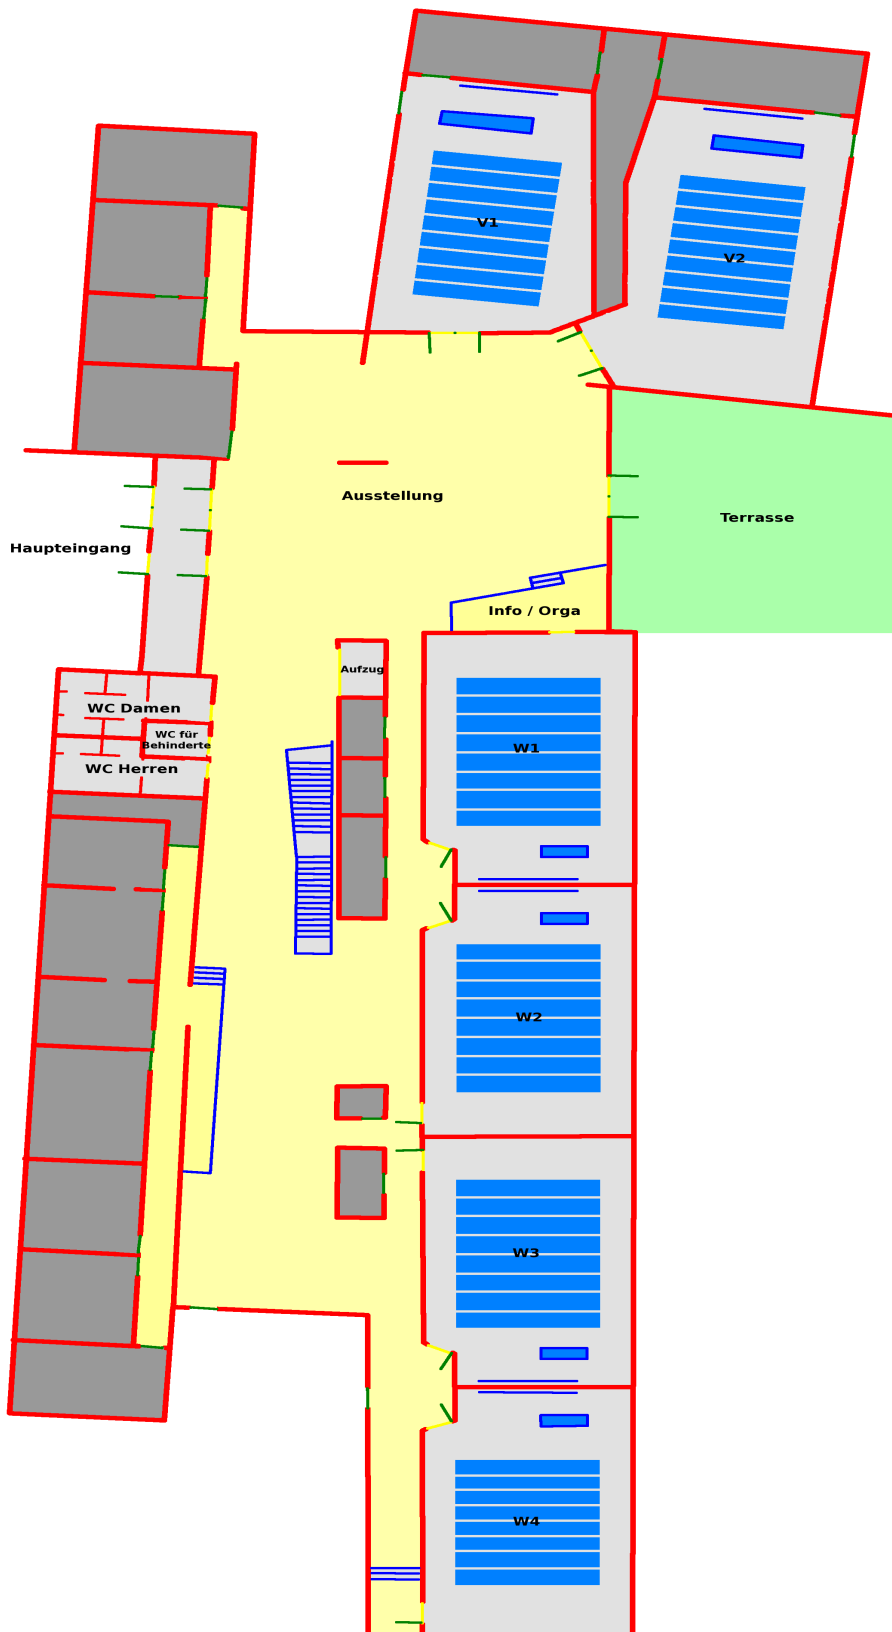 V1
V2
Ausstellung
Terrasse
Haupteingang
Info / Orga
Aufzug
WC Damen
WC für
Behinderte
WC Herren
W1
W2
W3
W4